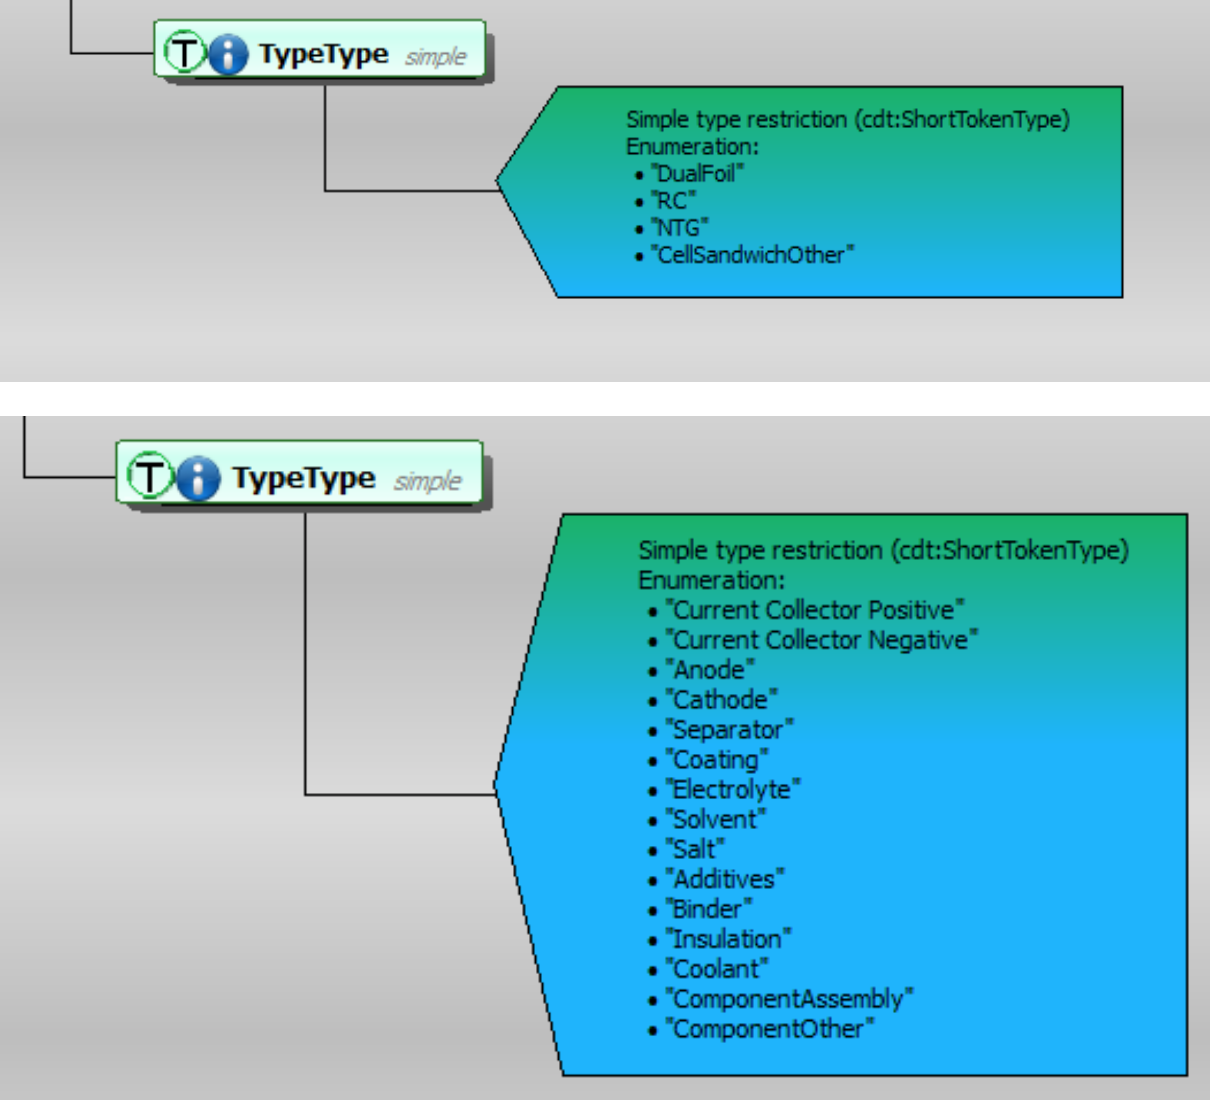 T i TypeType simple
Simple type restriction (cdt:ShortTokenType)
Enumeration:
• "DualFoil"
• "RC"
• "NTG"
• "CellSandwichOther"
T i TypeType simple
Simple type restriction (cdt:ShortTokenType)
Enumeration:
• "Current Collector Positive"
• "Current Collector Negative"
• "Anode"
• "Cathode"
• "Separator"
• "Coating"
• "Electrolyte"
• "Solvent"
• "Salt"
• "Additives"
• "Binder"
• "Insulation"
• "Coolant"
• "ComponentAssembly"
• "ComponentOther"